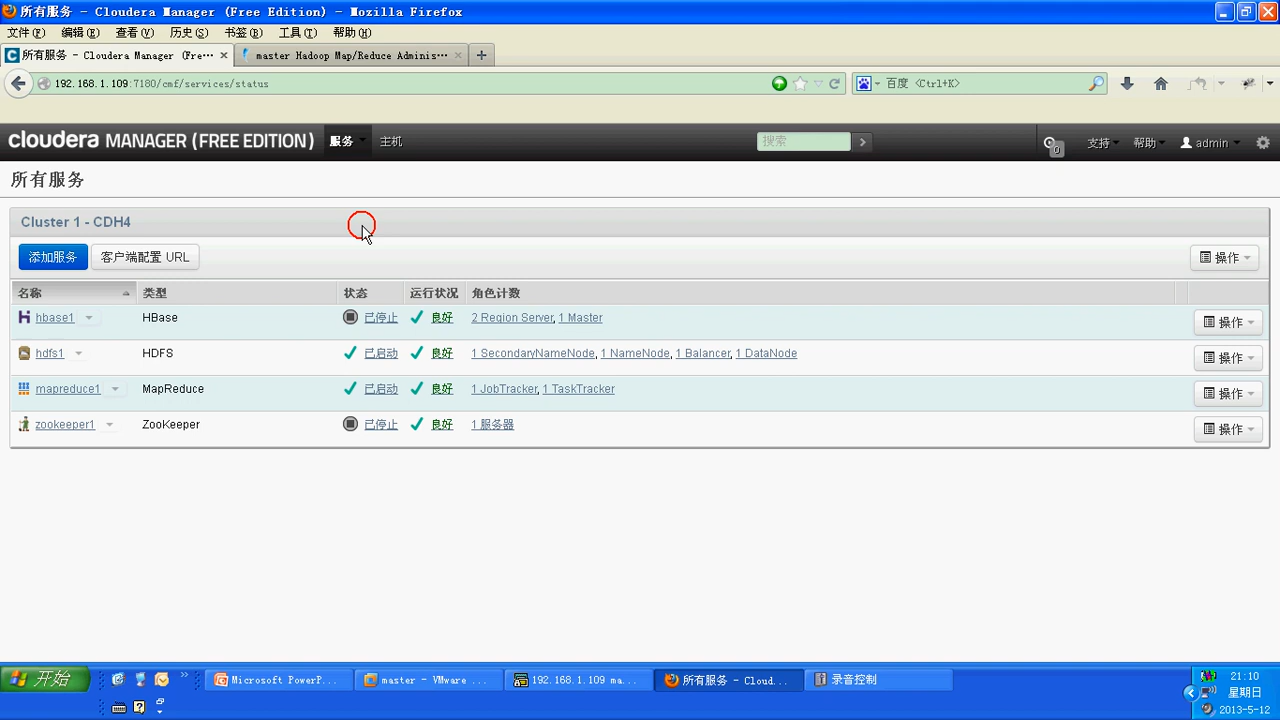 所有服务 - Cloudera Manager (Free Edition) - Mozilla Firefox
文件(F) 编辑(E) 查看(V) 历史(S) 书签(B) 工具(T) 帮助(H)
所有服务 - Cloudera Manager (Fre··· × master Hadoop Map/Reduce Adminis··· × +
192.168.1.109:7180/cmf/services/status 百度 <Ctrl+K>
cloudera MANAGER (FREE EDITION) 服务 主机 搜索 0 支持 帮助 admin
所有服务
Cluster 1 - CDH4
添加服务 客户端配置 URL 操作
名称 类型 状态 运行状况 角色计数
hbase1 HBase 已停止 良好 2 Region Server, 1 Master 操作
hdfs1 HDFS 已启动 良好 1 SecondaryNameNode, 1 NameNode, 1 Balancer, 1 DataNode 操作
mapreduce1 MapReduce 已启动 良好 1 JobTracker, 1 TaskTracker 操作
zookeeper1 ZooKeeper 已停止 良好 1 服务器 操作
开始 Microsoft PowerP... master - VMware ... 192.168.1.109 ma... 所有服务 - Cloud... 录音控制
21:10
星期日
2013-5-12